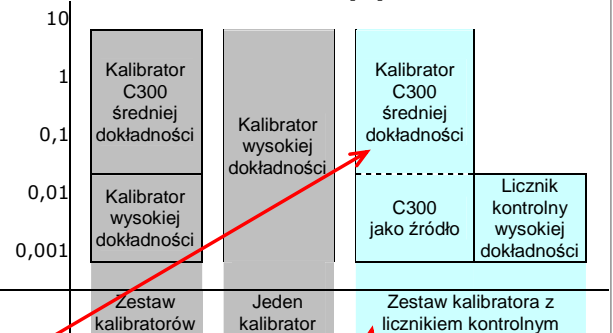 10
1
0,1
0,01
0,001
Kalibrator
C300
średniej
dokładności
Kalibrator
wysokiej
dokładności
Kalibrator
wysokiej
dokładności
Kalibrator
C300
średniej
dokładności
C300
jako źródło
Licznik
kontrolny
wysokiej
dokładności
Zestaw
kalibratorów
Jeden
kalibrator
Zestaw kalibratora z
licznikiem kontrolnym